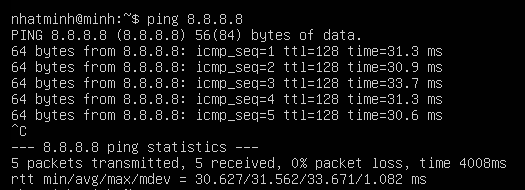 nhatminh@minh:~$ ping 8.8.8.8
PING 8.8.8.8 (8.8.8.8) 56(84) bytes of data.
64 bytes from 8.8.8.8: icmp_seq=1 ttl=128 time=31.3 ms
64 bytes from 8.8.8.8: icmp_seq=2 ttl=128 time=30.9 ms
64 bytes from 8.8.8.8: icmp_seq=3 ttl=128 time=33.7 ms
64 bytes from 8.8.8.8: icmp_seq=4 ttl=128 time=31.3 ms
64 bytes from 8.8.8.8: icmp_seq=5 ttl=128 time=30.6 ms
^C
--- 8.8.8.8 ping statistics ---
5 packets transmitted, 5 received, 0% packet loss, time 4008ms
rtt min/avg/max/mdev = 30.627/31.562/33.671/1.082 ms